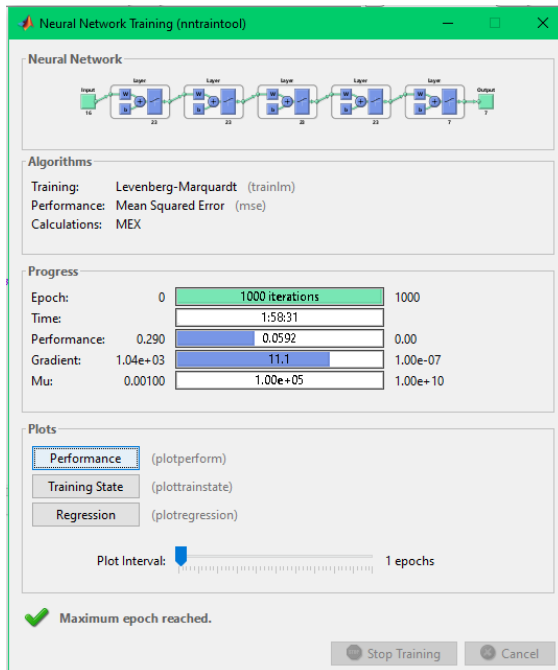 Neural Network Training (nntraintool)
Neural Network
Layer Layer Layer Layer Layer
Input Output
W W W W W
b b b b b
16 23 23 23 23 7 7
Algorithms
Training: Levenberg-Marquardt (trainlm)
Performance: Mean Squared Error (mse)
Calculations: MEX
Progress
Epoch: 0 1000 iterations 1000
Time: 1:58:31
Performance: 0.290 0.0592 0.00
Gradient: 1.04e+03 11.1 1.00e-07
Mu: 0.00100 1.00e+05 1.00e+10
Plots
Performance (plotperform)
Training State (plottrainstate)
Regression (plotregression)
Plot Interval: 1 epochs
Maximum epoch reached.
Stop Training Cancel